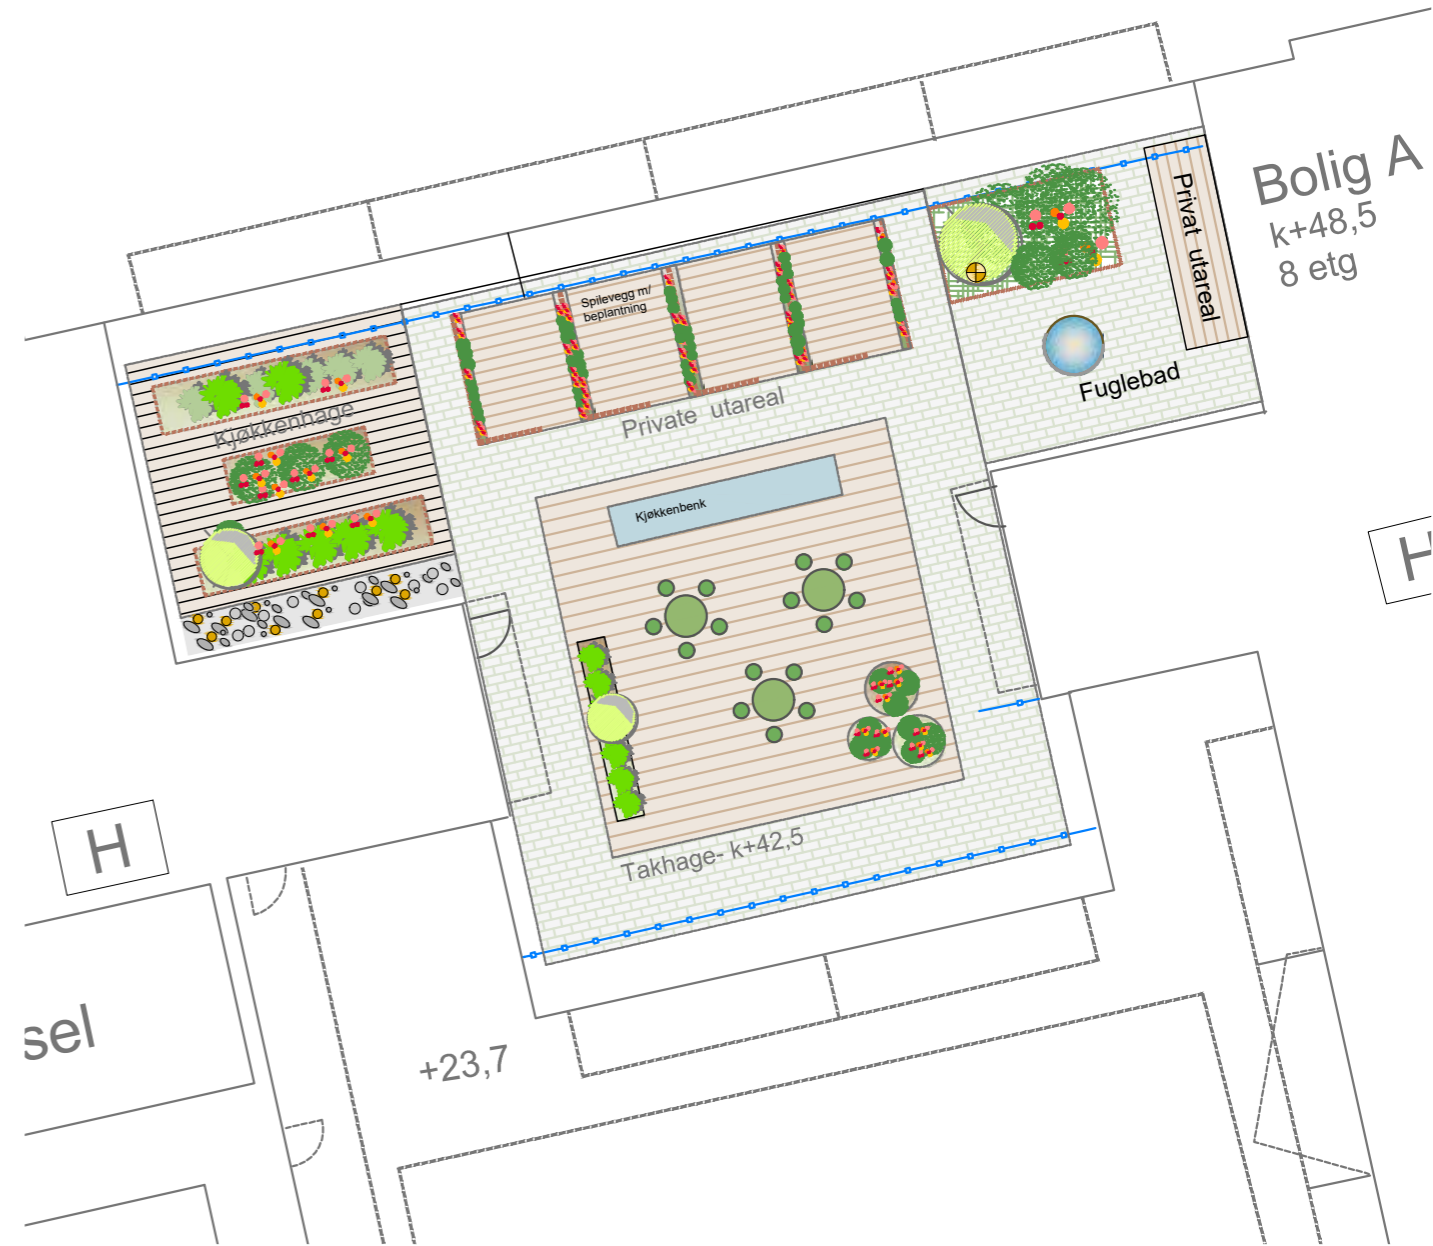 Bolig A
k+48,5
8 etg
Privat utareal
Spilevegg m/
beplantning
Fuglebad
Private utareal
Kjøkkenhage
Kjøkkenbenk
H
H
Takhage- k+42,5
sel
+23,7